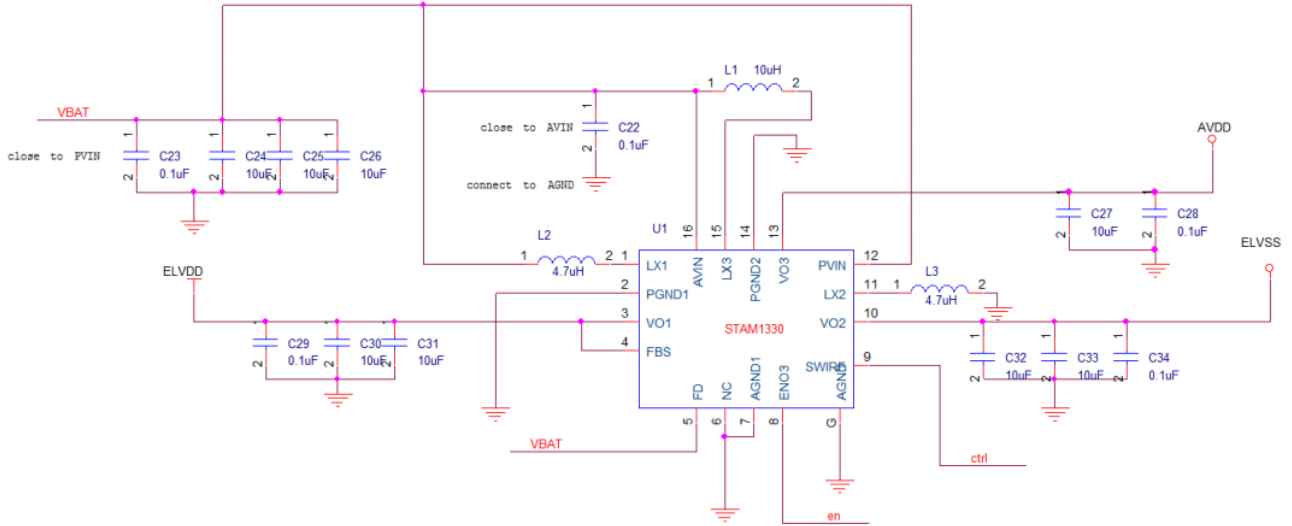 L1 10uH
1 2
VBAT
close to PVIN
1
2
C23
0.1uF
1
2
C24
10uF
1
2
C25
10uF
1
2
C26
10uF
close to AVIN
1
2
C22
0.1uF
connect to AGND
AVDD
1
2
C27
10uF
1
2
C28
0.1uF
U1
16
15
14
13
AVIN
LX3
PGND2
VO3
L2
1 2
4.7uH
1 LX1
2 PGND1
3 VO1
4 FBS
STAM1330
PVIN 12
LX2 11
VO2 10
SWIRE 9
L3
1 2
4.7uH
ELVSS
ELVDD
1
2
C29
0.1uF
1
2
C30
10uF
1
2
C31
10uF
1
2
C32
10uF
1
2
C33
10uF
1
2
C34
0.1uF
FD
NC
AGND1
ENO3
AGND
5
6
7
8
G
VBAT
ctrl
en